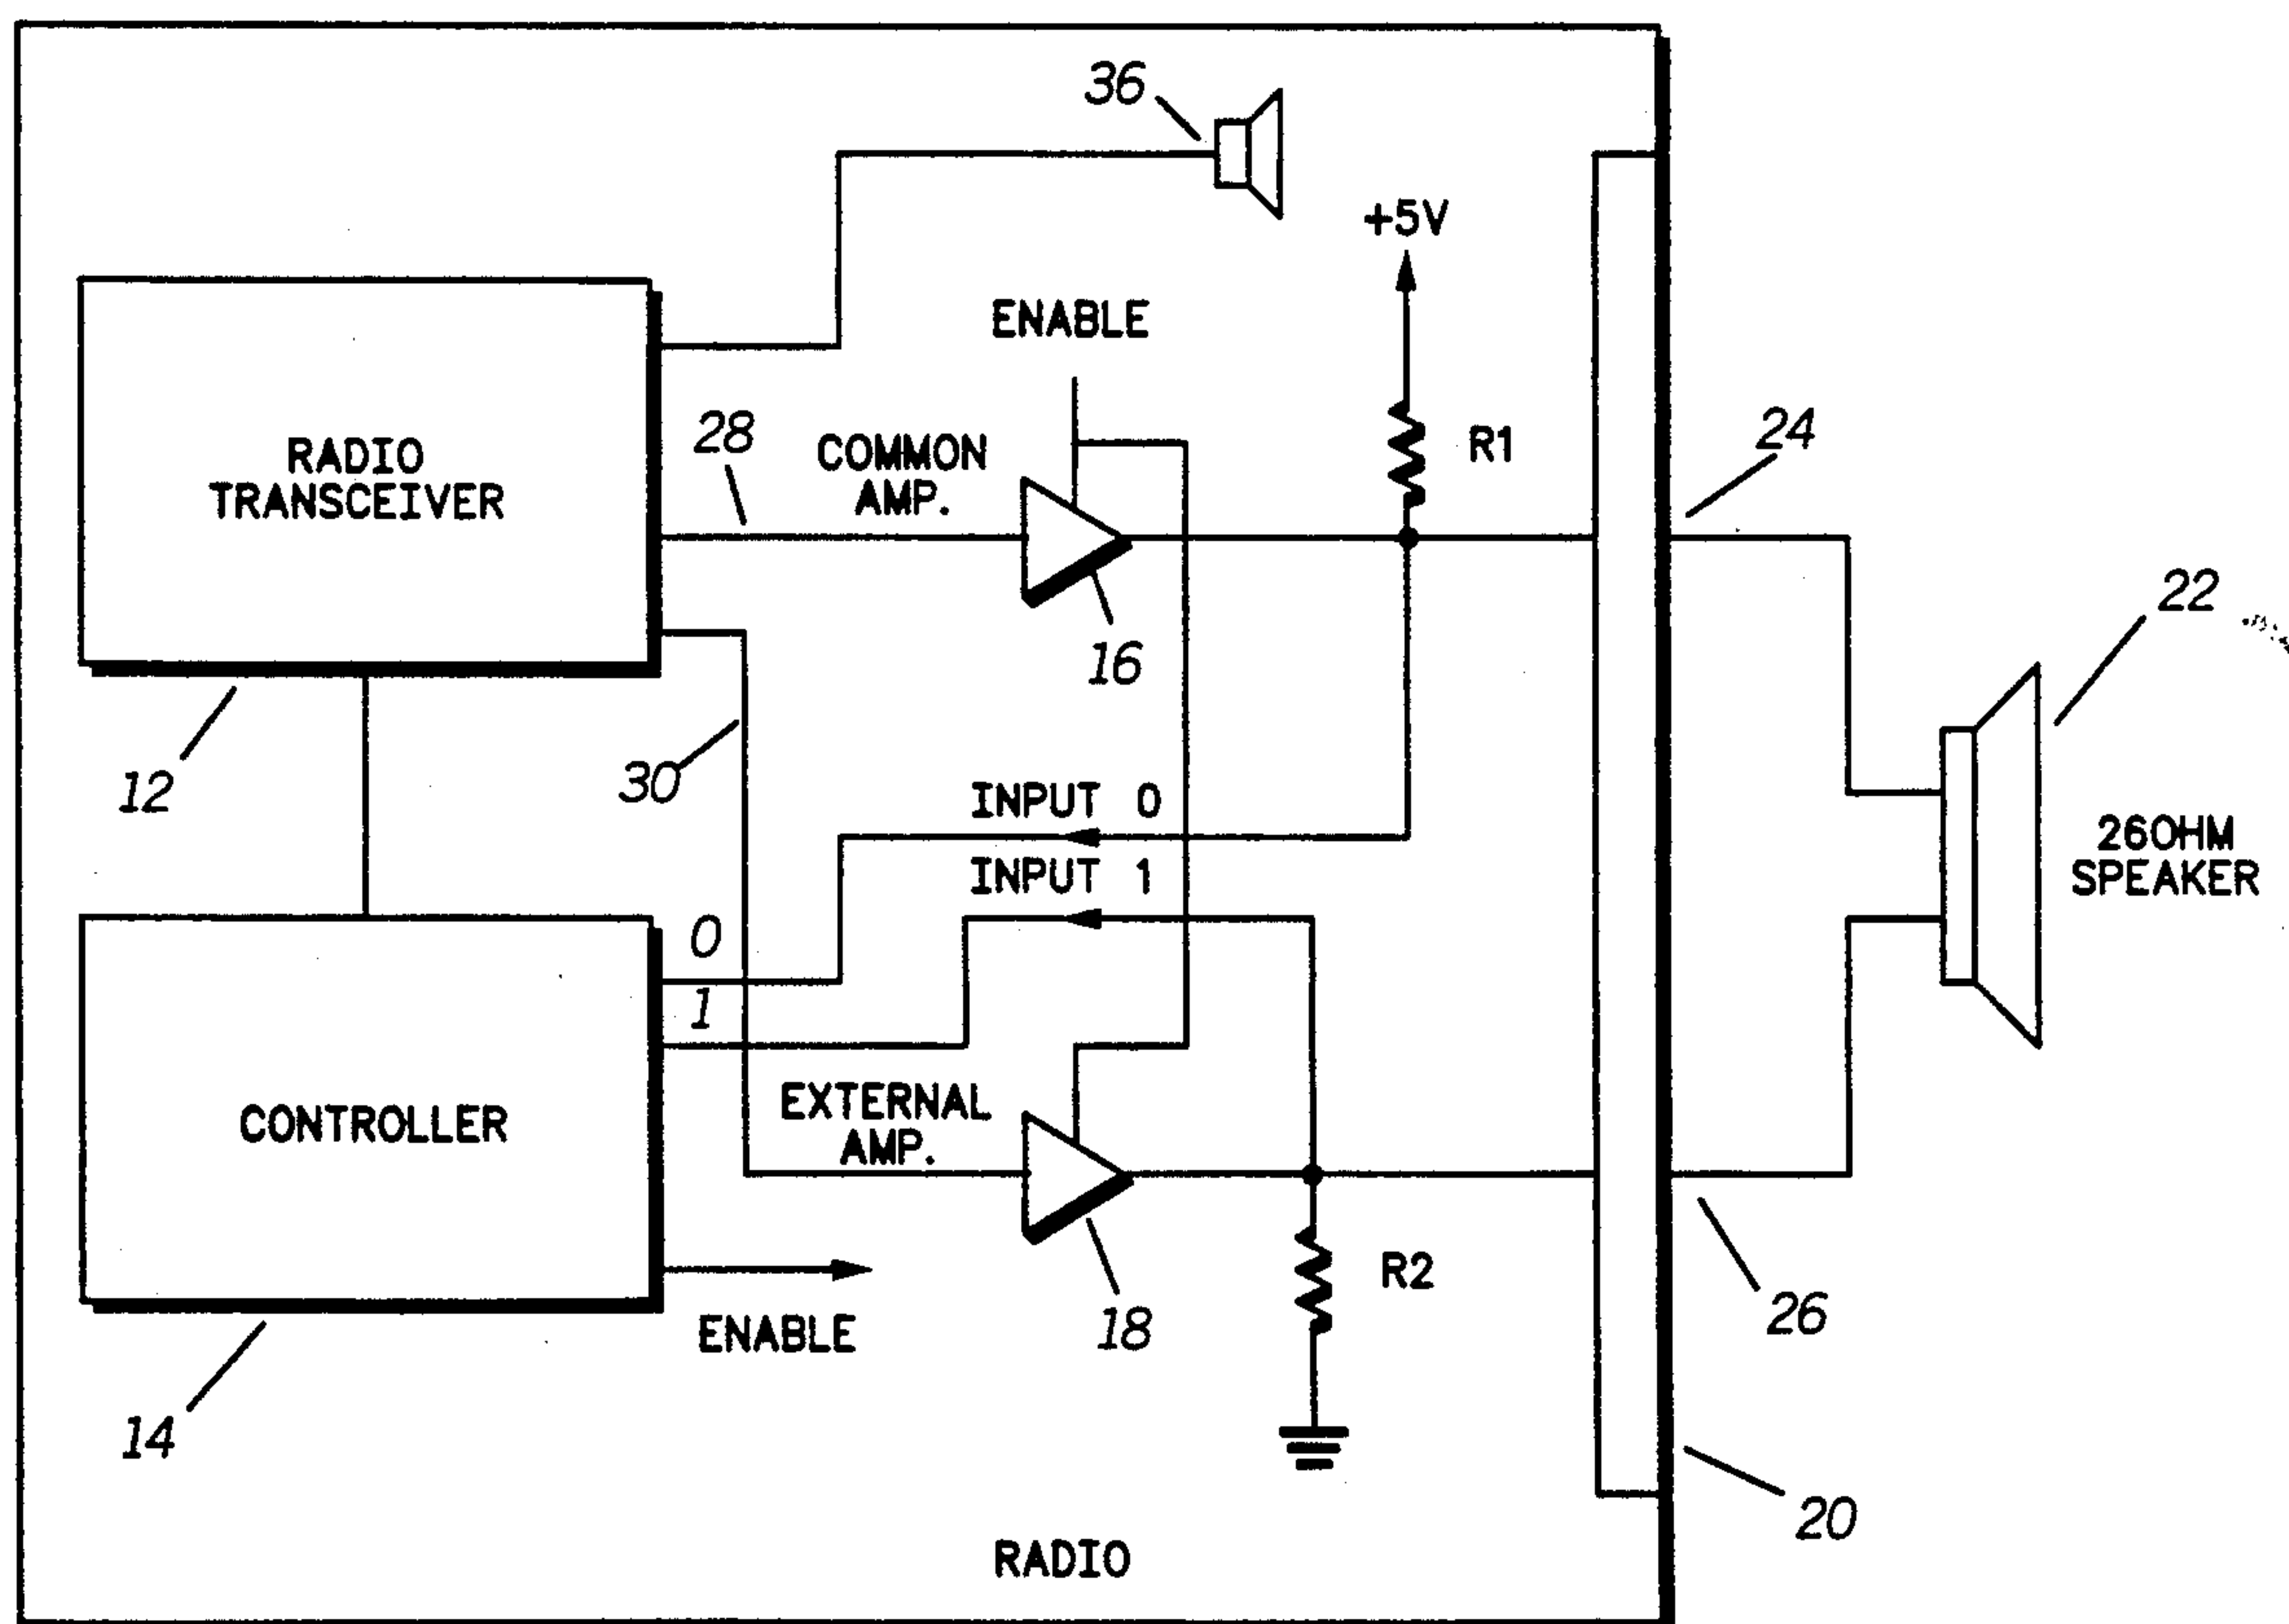 36
+5V
ENABLE
RADIO
TRANSCEIVER
28
COMMON
AMP.
R1
24
16
22
12
30
INPUT 0
INPUT 1
26OHM
SPEAKER
0
1
CONTROLLER
EXTERNAL
AMP.
18
R2
26
ENABLE
14
20
RADIO